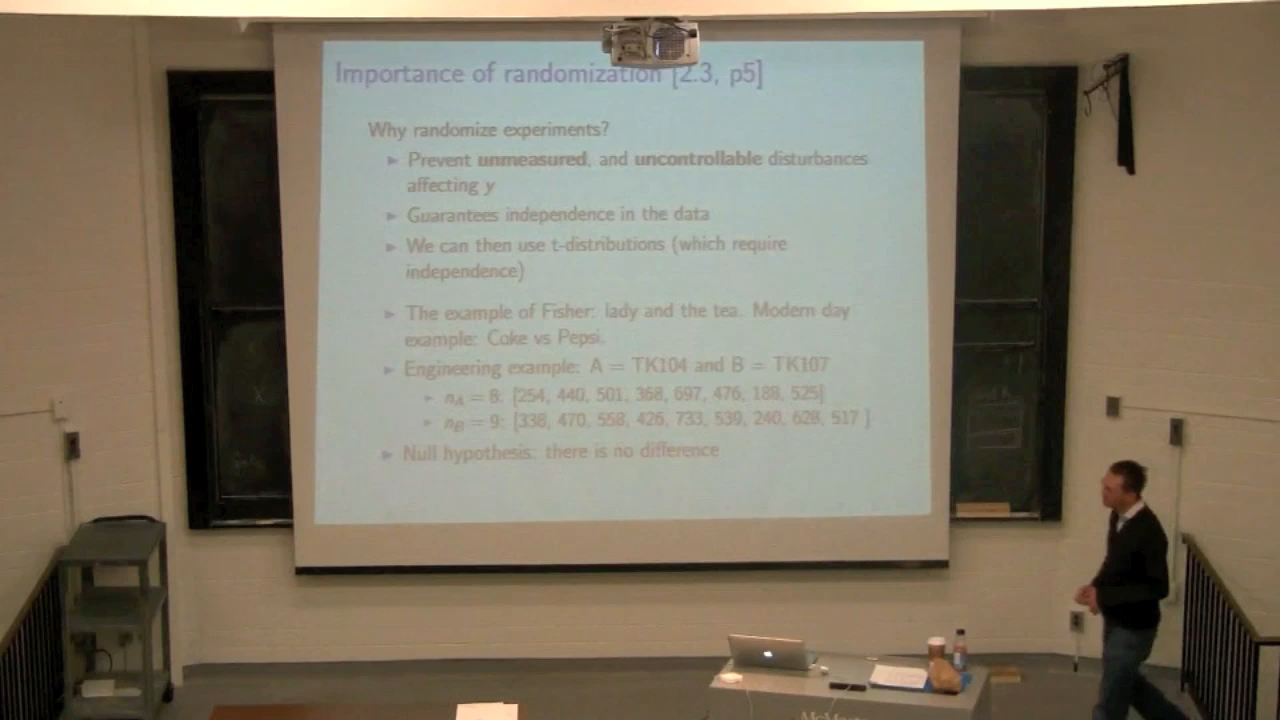 Importance of randomization [2.3, p5]
Why randomize experiments?
► Prevent unmeasured, and uncontrollable disturbances
affecting y
► Guarantees independence in the data
► We can then use t-distributions (which require
independence)
► The example of Fisher: lady and the tea. Modern day
example: Coke vs Pepsi.
► Engineering example: A = TK104 and B = TK107
► nA = 8: [254, 440, 501, 368, 697, 476, 188, 525]
► nB = 9: [338, 470, 558, 426, 733, 539, 240, 628, 517 ]
► Null hypothesis: there is no difference